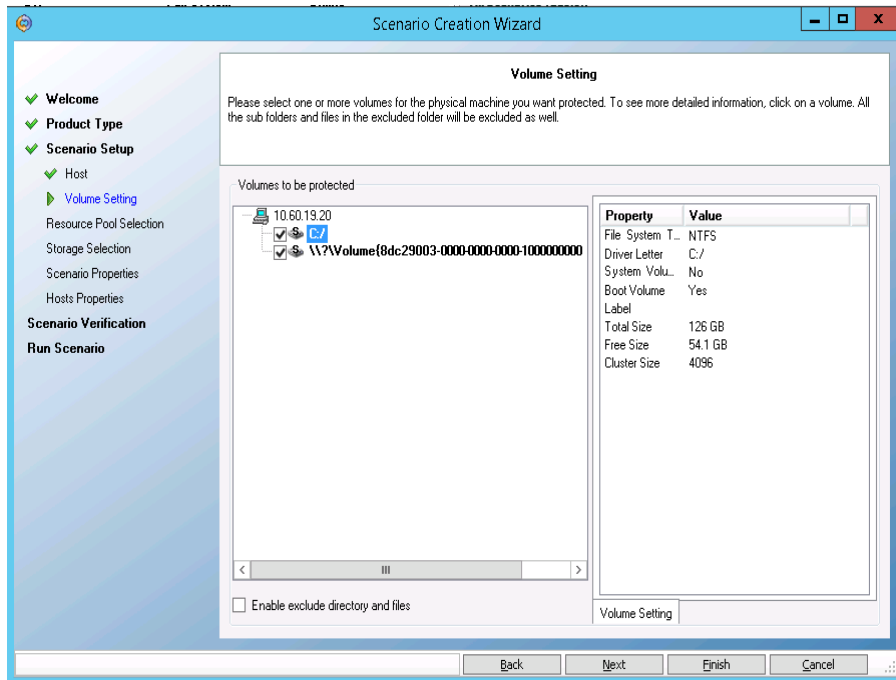 Scenario Creation Wizard
Welcome
Product Type
Scenario Setup
Host
Volume Setting
Resource Pool Selection
Storage Selection
Scenario Properties
Hosts Properties
Scenario Verification
Run Scenario
Volume Setting
Please select one or more volumes for the physical machine you want protected. To see more detailed information, click on a volume. All
the sub folders and files in the excluded folder will be excluded as well.
Volumes to be protected
10.60.19.20
C:/
\\?\Volume{8dc29003-0000-0000-0000-1000000000
Enable exclude directory and files
Property Value
File System T... NTFS
Driver Letter C:/
System Volu... No
Boot Volume Yes
Label
Total Size 126 GB
Free Size 54.1 GB
Cluster Size 4096
Volume Setting
Back Next Finish Cancel